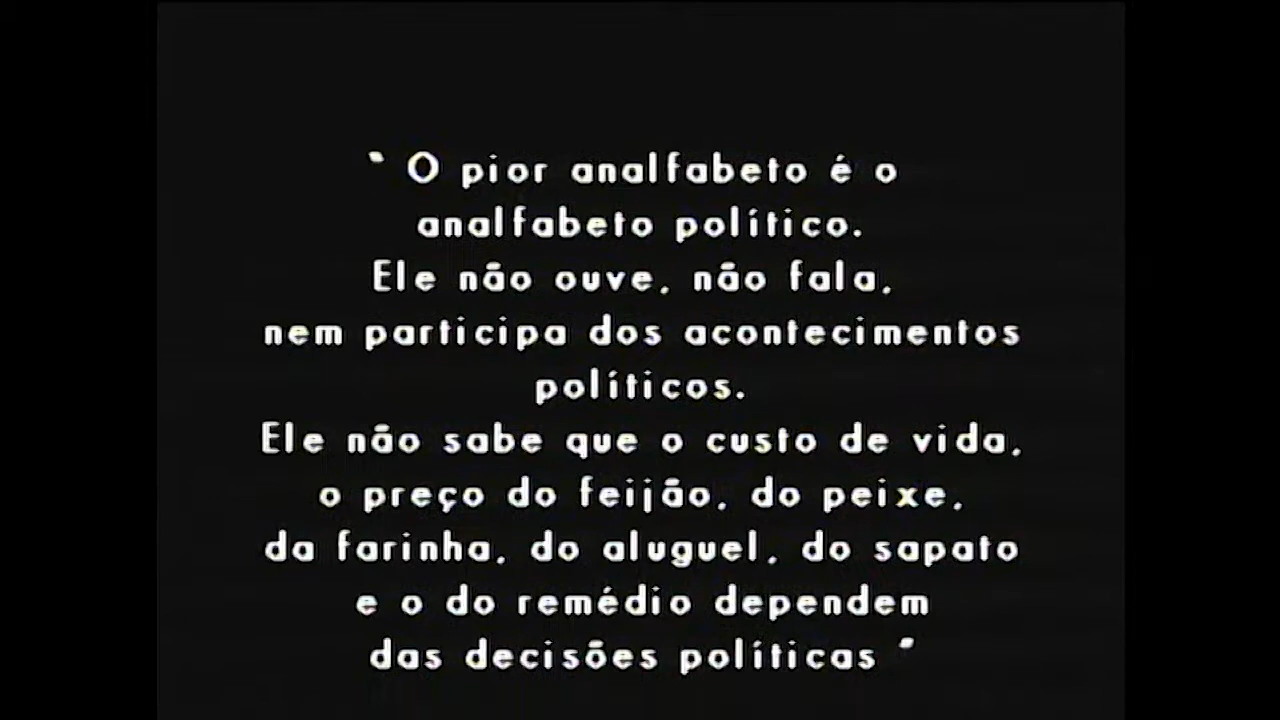 " O pior analfabeto é o
analfabeto político.
Ele não ouve, não fala,
nem participa dos acontecimentos
políticos.
Ele não sabe que o custo de vida,
o preço do feijão, do peixe,
da farinha, do aluguel, do sapato
e o do remédio dependem
das decisões políticas "